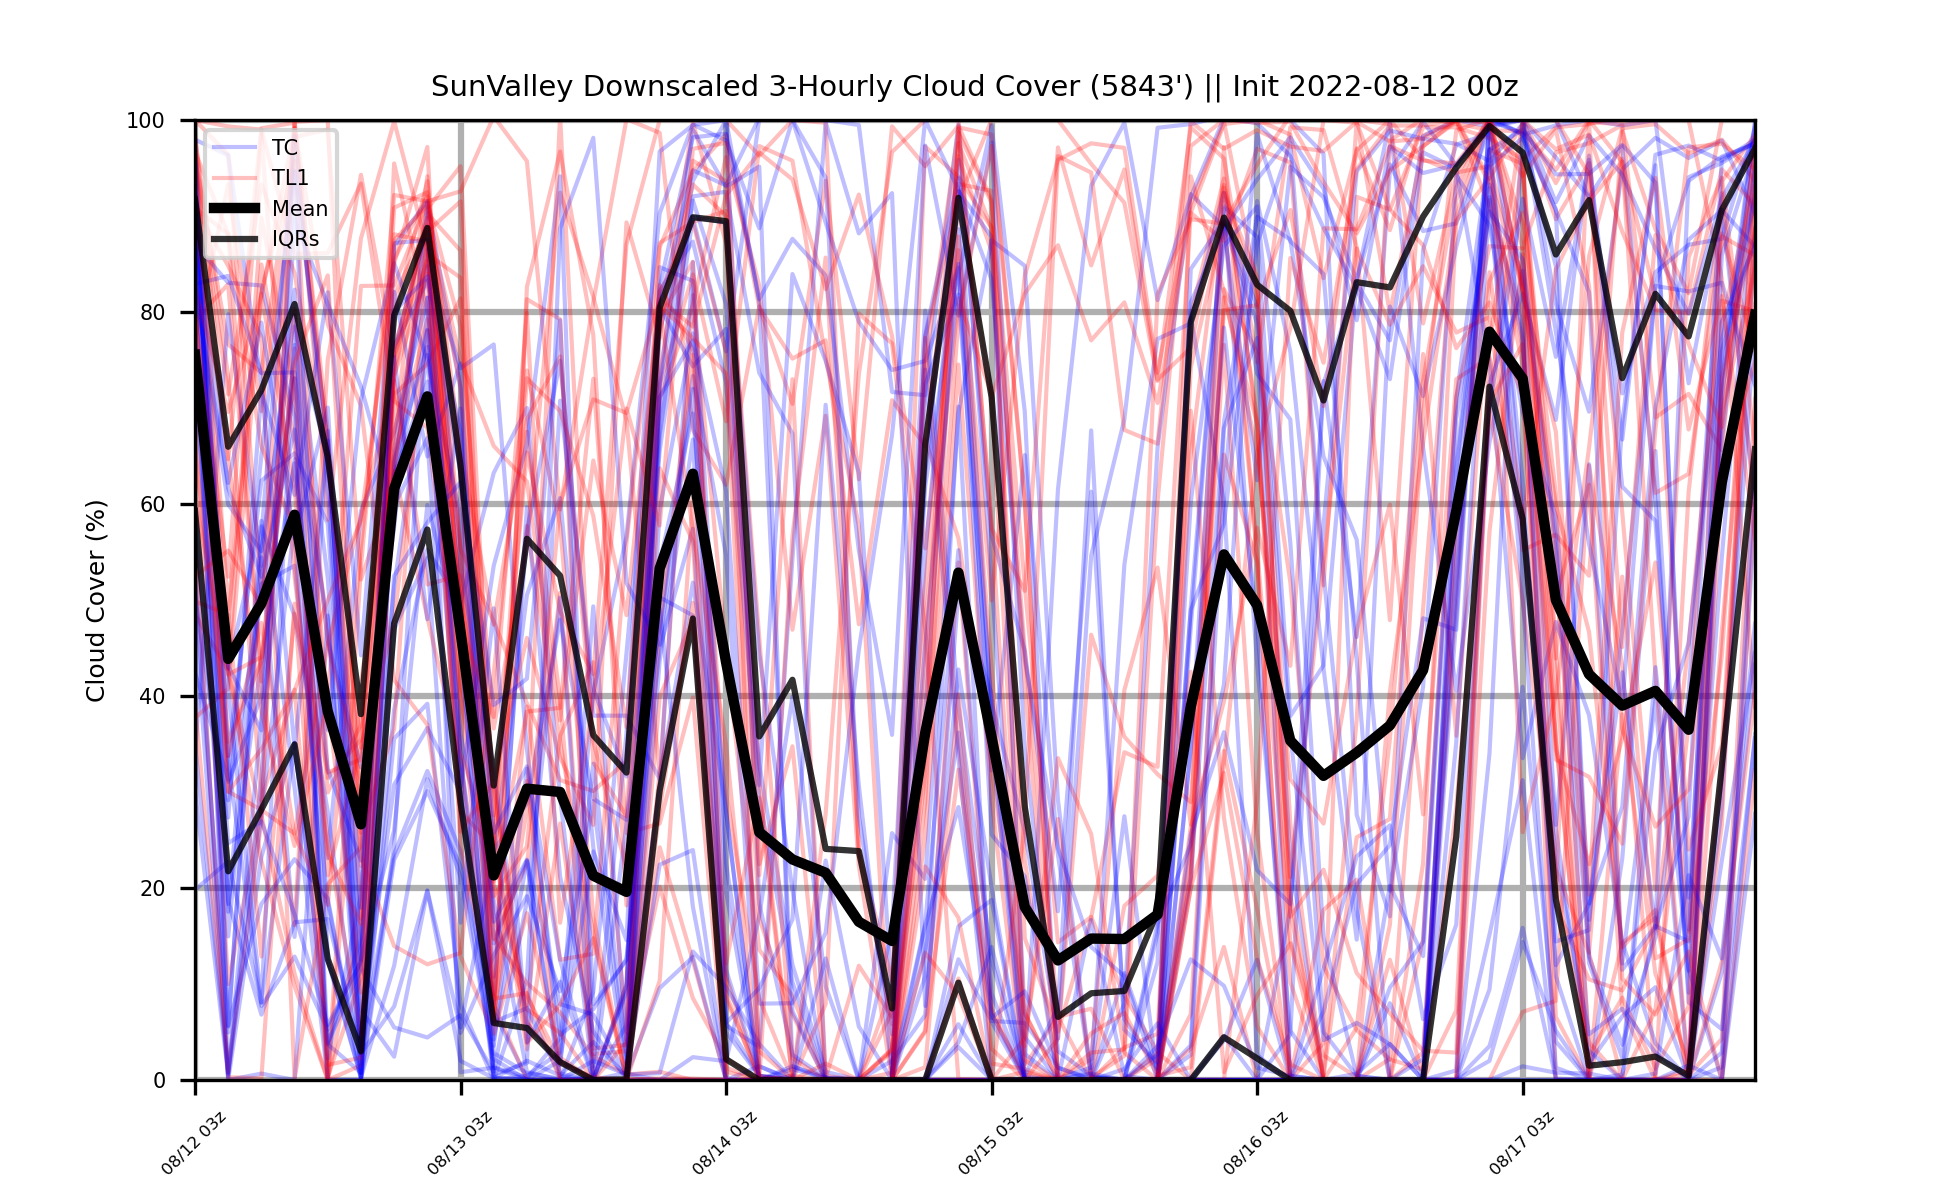 SunValley Downscaled 3-Hourly Cloud Cover (5843') || Init 2022-08-12 00z
Cloud Cover (%)
100
80
60
40
20
0
TC
TL1
Mean
IQRs
08/12 03z
08/13 03z
08/14 03z
08/15 03z
08/16 03z
08/17 03z